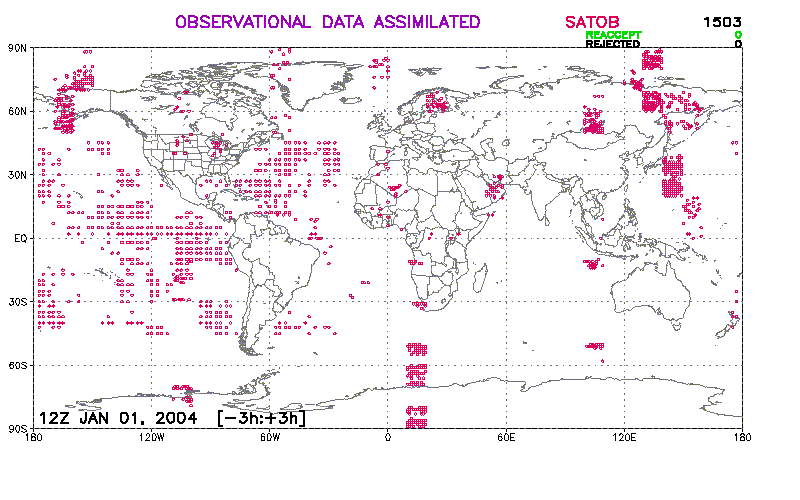 OBSERVATIONAL DATA ASSIMILATED SATOB 1503
REACCEPT 0
REJECTED 0
90N
60N
30N
EQ
30S
60S
12Z JAN 01, 2004 [-3h:+3h]
90S
180 120W 60W 0 60E 120E 180